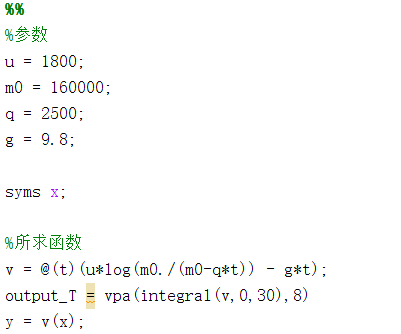 %%
%参数
u = 1800;
m0 = 160000;
q = 2500;
g = 9.8;
syms x;
%所求函数
v = @(t)(u*log(m0./(m0-q*t)) - g*t);
output_T = vpa(integral(v,0,30),8)
y = v(x);